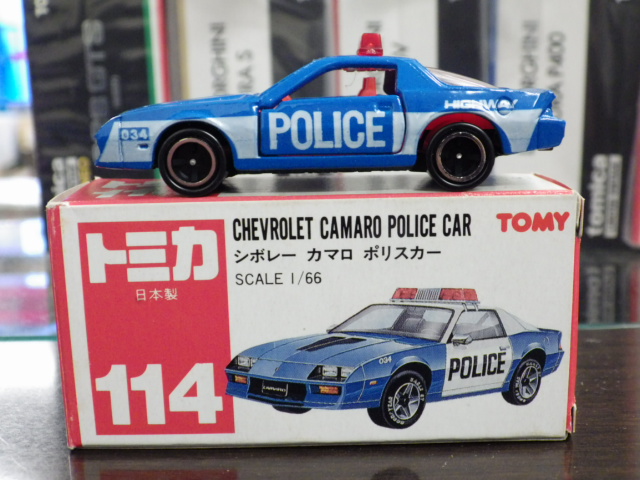 HIGHWAY
034
POLICE
トミカ
日本製
114
CHEVROLET CAMARO POLICE CAR
シボレー カマロ ポリスカー
SCALE 1/66
TOMY
034
POLICE
tomica